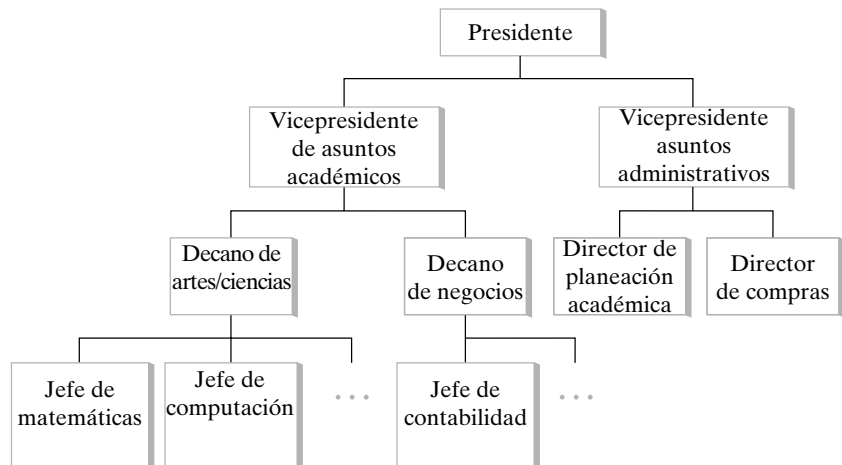 Presidente
Vicepresidente
de asuntos
académicos
Vicepresidente
asuntos
administrativos
Decano de
artes/ciencias
Decano
de negocios
Director de
planeación
académica
Director
de compras
Jefe de
matemáticas
Jefe de
computación
...
Jefe de
contabilidad
...